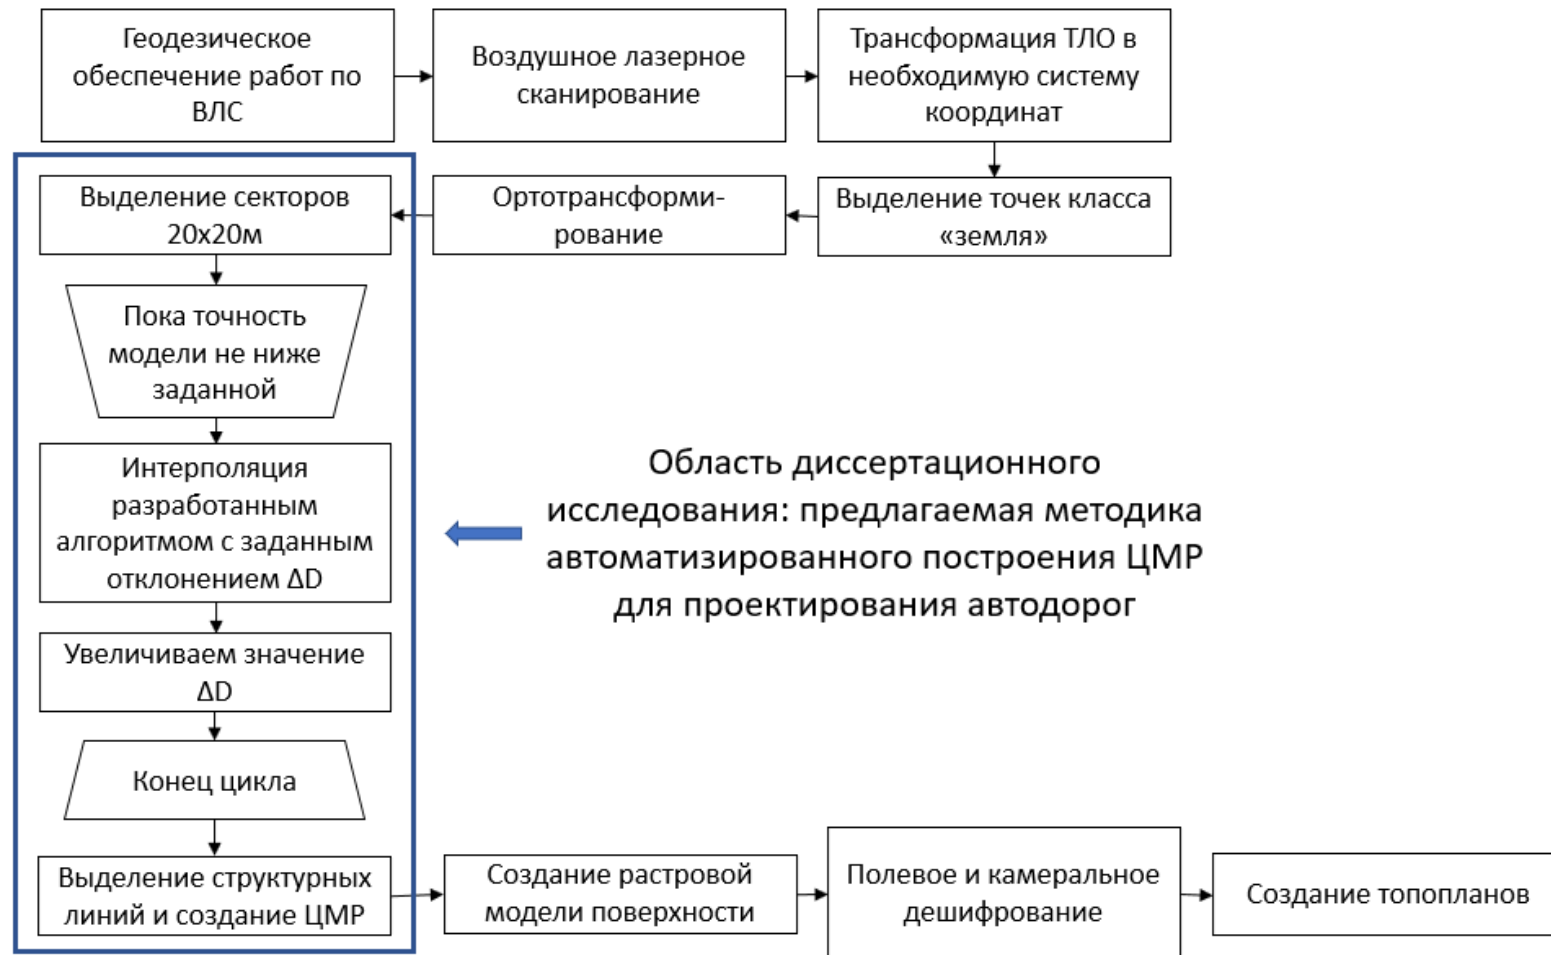 Геодезическое
обеспечение работ по
ВЛС
Воздушное лазерное
сканирование
Трансформация ТЛО в
необходимую систему
координат
Выделение точек класса
«земля»
Ортотрансформи-
рование
Выделение секторов
20х20м
Пока точность
модели не ниже
заданной
Интерполяция
разработанным
алгоритмом с заданным
отклонением ΔD
Увеличиваем значение
ΔD
Конец цикла
Выделение структурных
линий и создание ЦМР
Область диссертационного
исследования: предлагаемая методика
автоматизированного построения ЦМР
для проектирования автодорог
Создание растровой
модели поверхности
Полевое и камеральное
дешифрование
Создание топопланов